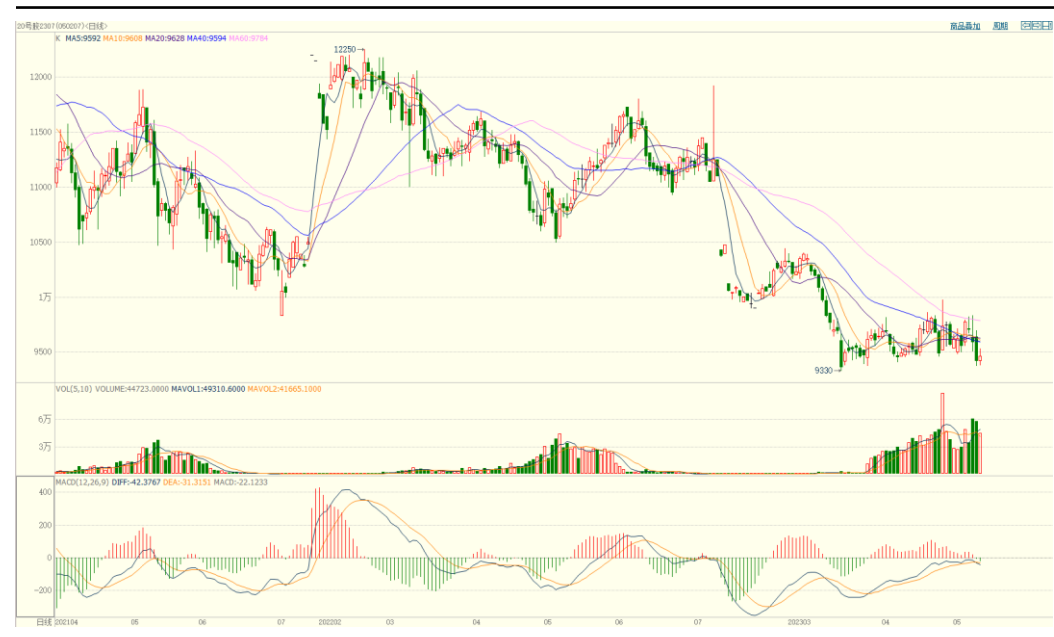 20号胶2307(050207)<日线>
商品叠加 周期
K MA5:9592 MA10:9608 MA20:9628 MA40:9594 MA60:9784
12250→
12000
11500
11000
10500
1万
9500
9330→
VOL(5,10) VOLUME:44723.0000 MAVOL1:49310.6000 MAVOL2:41665.1000
6万
3万
MACD(12,26,9) DIFF:-42.3767 DEA:-31.3151 MACD:-22.1233
400
200
0
-200
日线 202104 05 06 07 202202 03 04 05 06 07 202303 04 05